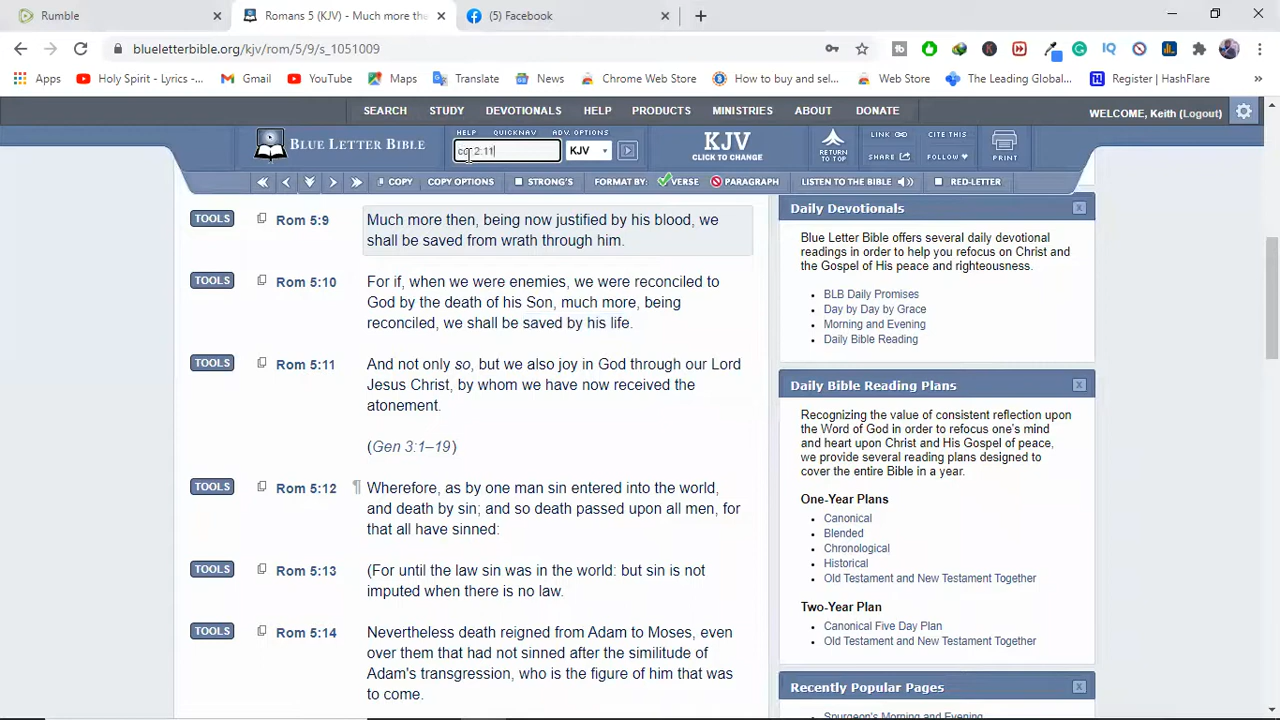 Rumble
Romans 5 (KJV) - Much more the
(5) Facebook
blueletterbible.org/kjv/rom/5/9/s_1051009
Apps
Holy Spirit - Lyrics -...
Gmail
YouTube
Maps
Translate
News
Chrome Web Store
How to buy and sel...
Web Store
The Leading Global...
Register | HashFlare
SEARCH STUDY DEVOTIONALS HELP PRODUCTS MINISTRIES ABOUT DONATE
WELCOME, Keith (Logout)
BLUE LETTER BIBLE
HELP QUICKNAV ADV. OPTIONS
2:11
KJV
KJV
CLICK TO CHANGE
RETURN
TO TOP
LINK
CITE THIS
SHARE
FOLLOW
PRINT
COPY
COPY OPTIONS
STRONG'S
FORMAT BY:
VERSE
PARAGRAPH
LISTEN TO THE BIBLE
RED-LETTER
TOOLS
Rom 5:9
Much more then, being now justified by his blood, we
shall be saved from wrath through him.
TOOLS
Rom 5:10
For if, when we were enemies, we were reconciled to
God by the death of his Son, much more, being
reconciled, we shall be saved by his life.
TOOLS
Rom 5:11
And not only so, but we also joy in God through our Lord
Jesus Christ, by whom we have now received the
atonement.
(Gen 3:1–19)
TOOLS
Rom 5:12
¶ Wherefore, as by one man sin entered into the world,
and death by sin; and so death passed upon all men, for
that all have sinned:
TOOLS
Rom 5:13
(For until the law sin was in the world: but sin is not
imputed when there is no law.
TOOLS
Rom 5:14
Nevertheless death reigned from Adam to Moses, even
over them that had not sinned after the similitude of
Adam's transgression, who is the figure of him that was
to come.
Daily Devotionals
Blue Letter Bible offers several daily devotional
readings in order to help you refocus on Christ and
the Gospel of His peace and righteousness.
BLB Daily Promises
Day by Day by Grace
Morning and Evening
Daily Bible Reading
Daily Bible Reading Plans
Recognizing the value of consistent reflection upon
the Word of God in order to refocus one's mind
and heart upon Christ and His Gospel of peace,
we provide several reading plans designed to
cover the entire Bible in a year.
One-Year Plans
Canonical
Blended
Chronological
Historical
Old Testament and New Testament Together
Two-Year Plan
Canonical Five Day Plan
Old Testament and New Testament Together
Recently Popular Pages
Spurgeon's Morning and Evening